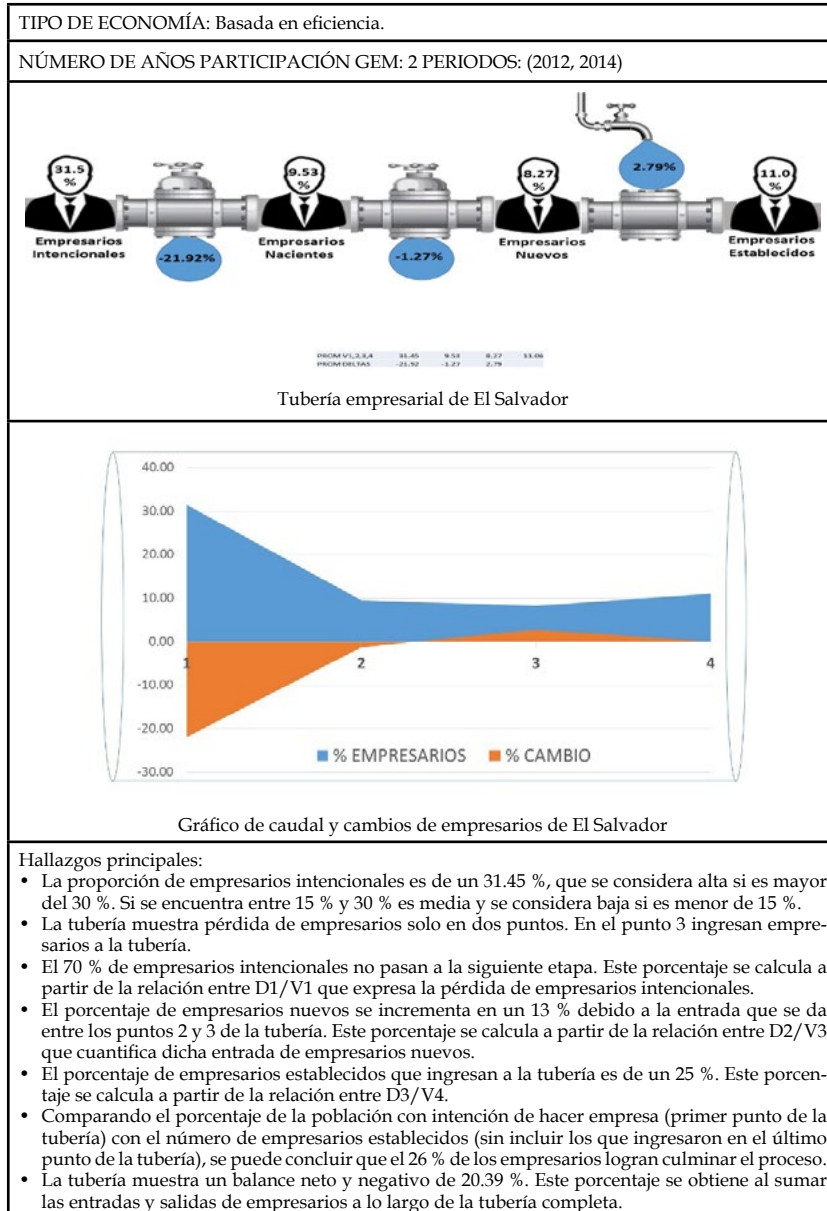 TIPO DE ECONOMÍA: Basada en eficiencia.
NÚMERO DE AÑOS PARTICIPACIÓN GEM: 2 PERIODOS: (2012, 2014)
31.5
%
9.53
%
8.27
%
2.79%
11.0
%
Empresarios
Intencionales
-21.92%
Empresarios
Nacientes
-1.27%
Empresarios
Nuevos
Empresarios
Establecidos
PROM V1,2,3,4 31.45 9.53 8.27 11.06
PROM DELTAS -21.92 -1.27 2.79
Tubería empresarial de El Salvador
40.00
30.00
20.00
10.00
0.00
-10.00
-20.00
-30.00
1 2 3 4
% EMPRESARIOS % CAMBIO
Gráfico de caudal y cambios de empresarios de El Salvador
Hallazgos principales:
• La proporción de empresarios intencionales es de un 31.45 %, que se considera alta si es mayor
del 30 %. Si se encuentra entre 15 % y 30 % es media y se considera baja si es menor de 15 %.
• La tubería muestra pérdida de empresarios solo en dos puntos. En el punto 3 ingresan empre-
sarios a la tubería.
• El 70 % de empresarios intencionales no pasan a la siguiente etapa. Este porcentaje se calcula a
partir de la relación entre D1/V1 que expresa la pérdida de empresarios intencionales.
• El porcentaje de empresarios nuevos se incrementa en un 13 % debido a la entrada que se da
entre los puntos 2 y 3 de la tubería. Este porcentaje se calcula a partir de la relación entre D2/V3
que cuantifica dicha entrada de empresarios nuevos.
• El porcentaje de empresarios establecidos que ingresan a la tubería es de un 25 %. Este porcen-
taje se calcula a partir de la relación entre D3/V4.
• Comparando el porcentaje de la población con intención de hacer empresa (primer punto de la
tubería) con el número de empresarios establecidos (sin incluir los que ingresaron en el último
punto de la tubería), se puede concluir que el 26 % de los empresarios logran culminar el proceso.
• La tubería muestra un balance neto y negativo de 20.39 %. Este porcentaje se obtiene al sumar
las entradas y salidas de empresarios a lo largo de la tubería completa.